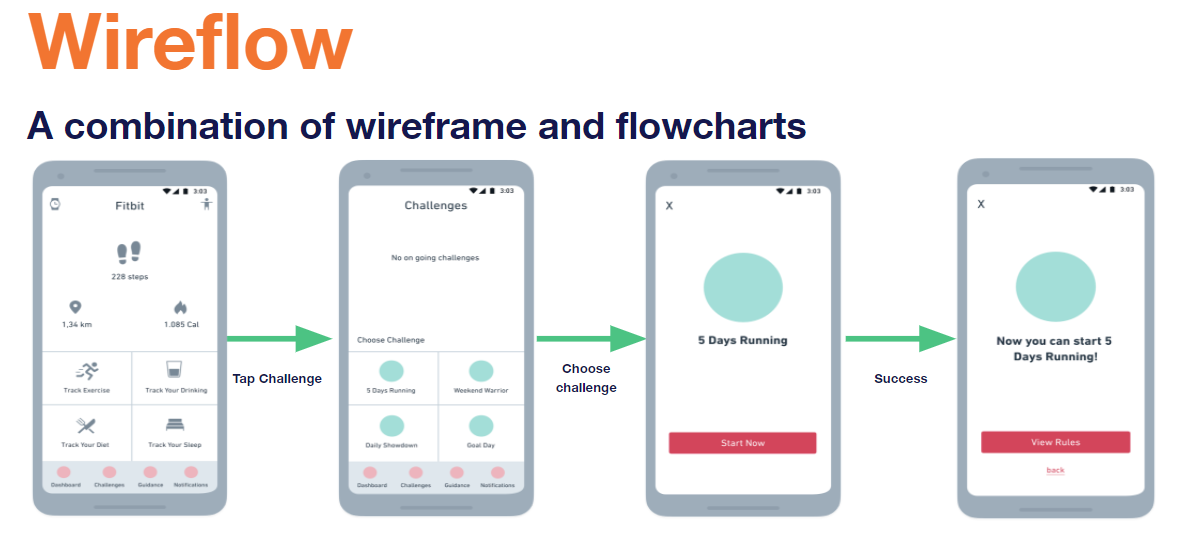 Wireflow
A combination of wireframe and flowcharts
3:03
Fitbit
228 steps
1,34 km
1.085 Cal
Track Exercise
Track Your Drinking
Track Your Diet
Track Your Sleep
Dashboard
Challenges
Guidance
Notifications
Tap Challenge
3:03
Challenges
No on going challenges
Choose Challenge
5 Days Running
Weekend Warrior
Daily Showdown
Goal Day
Dashboard
Challenges
Guidance
Notifications
Choose
challenge
3:03
X
5 Days Running
Start Now
Success
3:03
X
Now you can start 5
Days Running!
View Rules
back